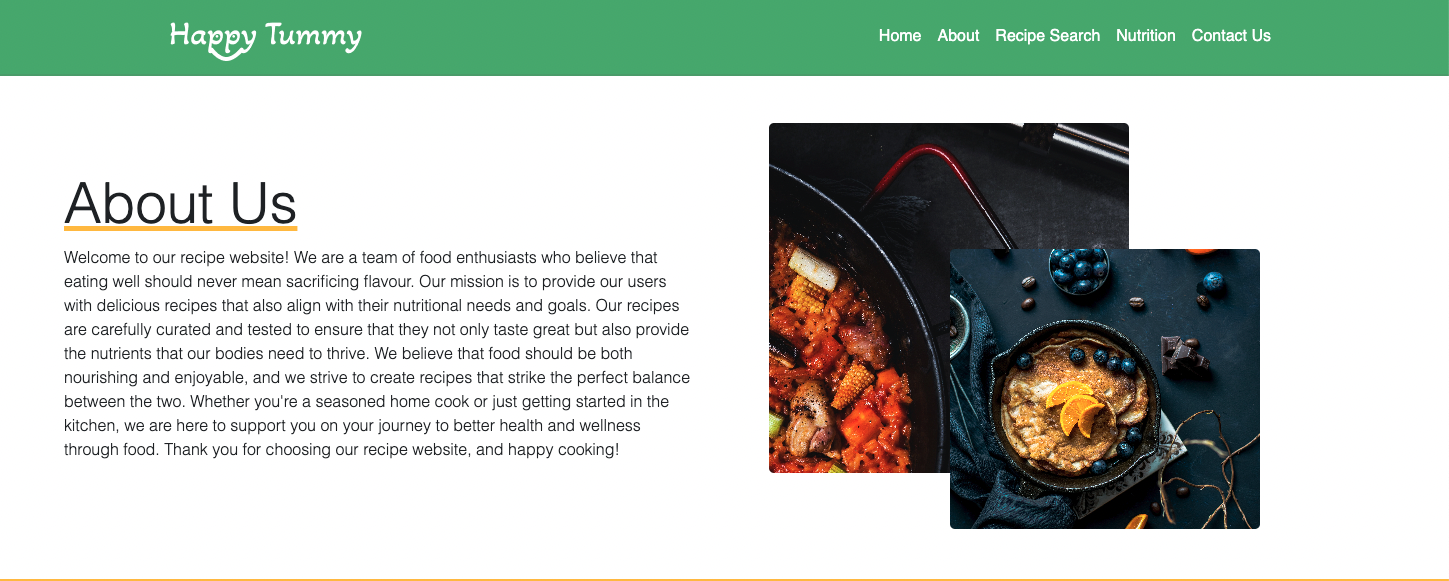 Happy Tummy
Home About Recipe Search Nutrition Contact Us
About Us
Welcome to our recipe website! We are a team of food enthusiasts who believe that
eating well should never mean sacrificing flavour. Our mission is to provide our users
with delicious recipes that also align with their nutritional needs and goals. Our recipes
are carefully curated and tested to ensure that they not only taste great but also provide
the nutrients that our bodies need to thrive. We believe that food should be both
nourishing and enjoyable, and we strive to create recipes that strike the perfect balance
between the two. Whether you're a seasoned home cook or just getting started in the
kitchen, we are here to support you on your journey to better health and wellness
through food. Thank you for choosing our recipe website, and happy cooking!